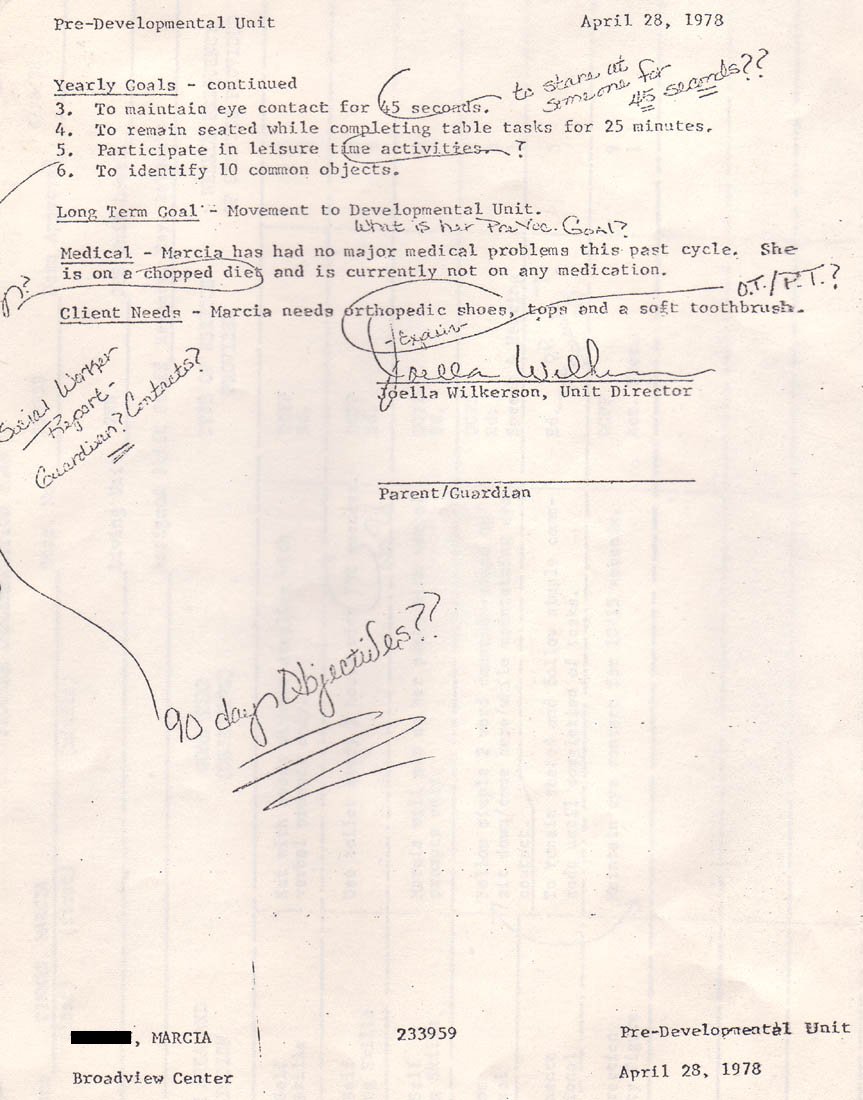 Pre-Developmental Unit April 28, 1978
Yearly Goals - continued
to stare at
someone for
45 seconds??
3. To maintain eye contact for 45 seconds.
4. To remain seated while completing table tasks for 25 minutes.
5. Participate in leisure time activities. ?
6. To identify 10 common objects.
Long Term Goal - Movement to Developmental Unit.
What is her PreVoc. Goal?
Medical - Marcia has had no major medical problems this past cycle. She
is on a chopped diet and is currently not on any medication.
O.T./P.T.?
Client Needs - Marcia needs orthopedic shoes, tops and a soft toothbrush.
-Explain
Joella Wilkerson
Joella Wilkerson, Unit Director
Social Worker
Report-
Guardian? Contacts?
Parent/Guardian
90 days Objectives??
, MARCIA 233959 Pre-Developmental Unit
Broadview Center April 28, 1978